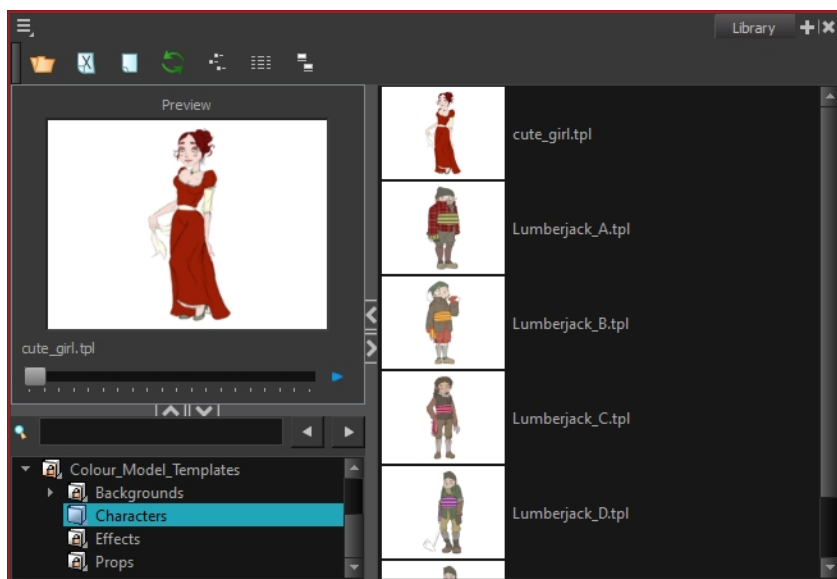 Library
Preview
cute_girl.tpl
Colour_Model_Templates
Backgrounds
Characters
Effects
Props
cute_girl.tpl
Lumberjack_A.tpl
Lumberjack_B.tpl
Lumberjack_C.tpl
Lumberjack_D.tpl